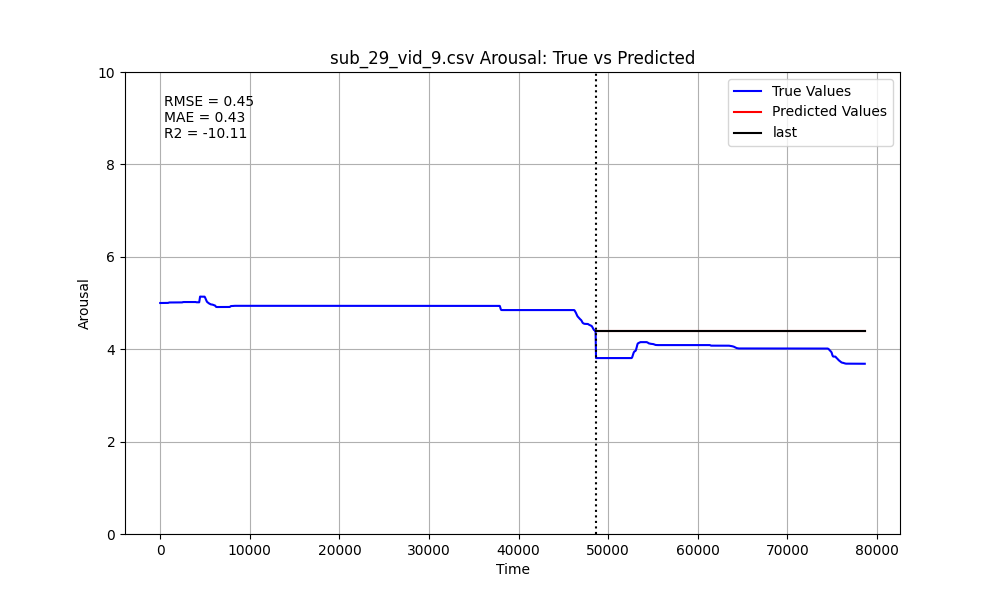 sub_29_vid_9.csv Arousal: True vs Predicted
RMSE = 0.45
MAE = 0.43
R2 = -10.11
True Values
Predicted Values
last
Arousal
10
8
6
4
2
0
0 10000 20000 30000 40000 50000 60000 70000 80000
Time